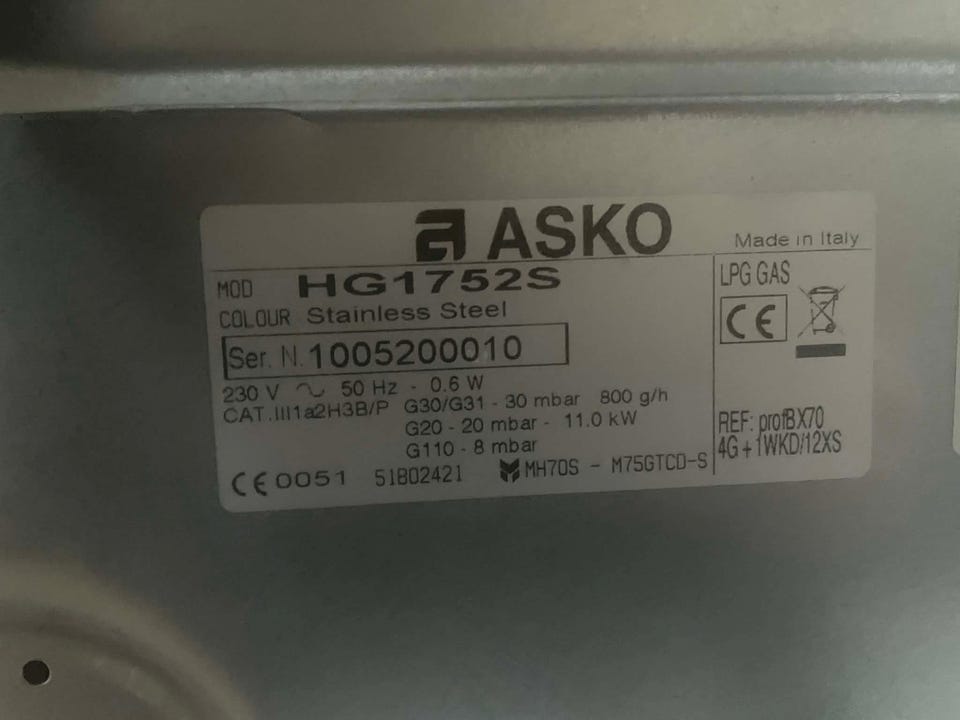 ASKO
Made in Italy
MOD HG1752S
COLOUR Stainless Steel
Ser. N. 1005200010
230 V ~ 50 Hz - 0.6 W
CAT.III1a2H3B/P G30/G31 - 30 mbar 800 g/h
G20 - 20 mbar - 11.0 kW
G110 - 8 mbar
CE 0051 51802421 MH70S - M75GTCD-S
LPG GAS
CE
REF: profBX70
4G+1WKD/12XS